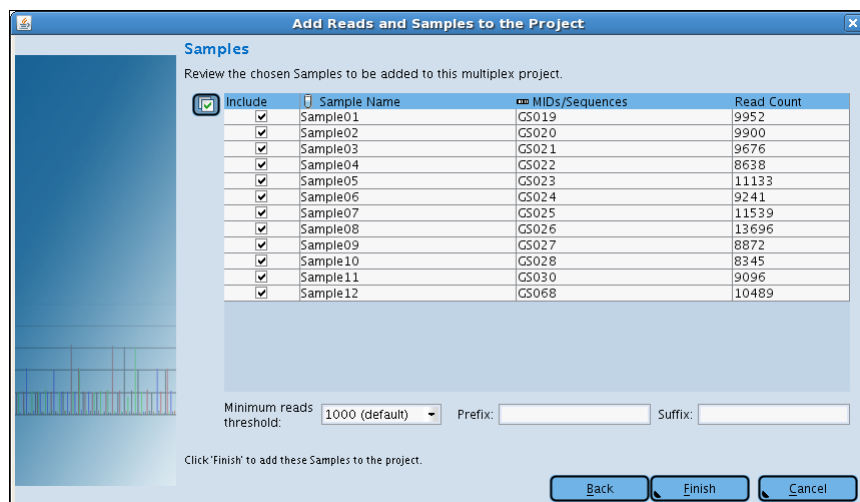 Add Reads and Samples to the Project
Samples
Review the chosen Samples to be added to this multiplex project.
Include Sample Name MIDs/Sequences Read Count
Sample01 GS019 9952
Sample02 GS020 9900
Sample03 GS021 9676
Sample04 GS022 8638
Sample05 GS023 11133
Sample06 GS024 9241
Sample07 GS025 11539
Sample08 GS026 13696
Sample09 GS027 8872
Sample10 GS028 8345
Sample11 GS030 9096
Sample12 GS068 10489
Minimum reads threshold: 1000 (default) Prefix: Suffix:
Click 'Finish' to add these Samples to the project.
Back Finish Cancel